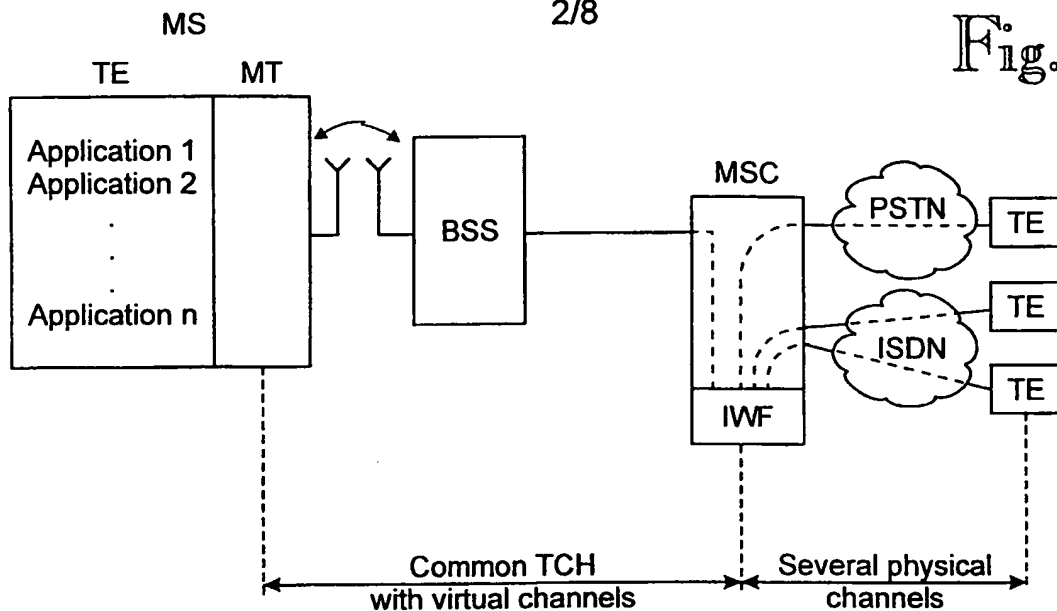 2/8
Fig.
MS
TE MT
Application 1
Application 2
.
.
.
Application n
BSS
MSC
IWF
PSTN
ISDN
TE
TE
TE
Common TCH
with virtual channels
Several physical
channels